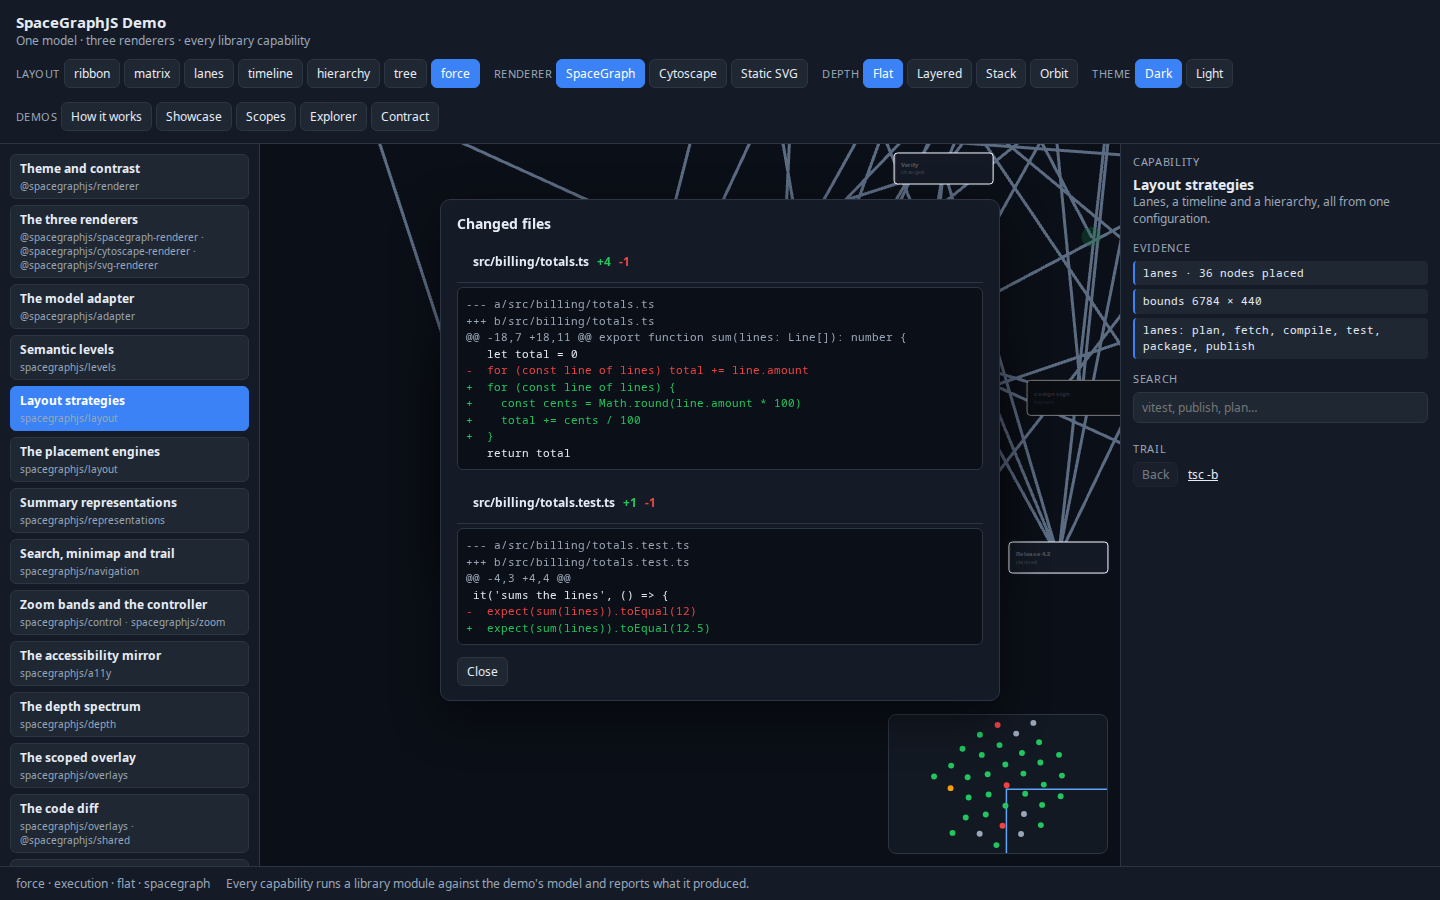 SpaceGraphJS Demo
One model · three renderers · every library capability
LAYOUT ribbon matrix lanes timeline hierarchy tree force RENDERER SpaceGraph Cytoscape Static SVG DEPTH Flat Layered Stack Orbit THEME Dark Light
DEMOS How it works Showcase Scopes Explorer Contract
Theme and contrast
@spacegraphjs/renderer
The three renderers
@spacegraphjs/spacegraph-renderer ·
@spacegraphjs/cytoscape-renderer ·
@spacegraphjs/svg-renderer
The model adapter
@spacegraphjs/adapter
Semantic levels
spacegraphjs/levels
Layout strategies
spacegraphjs/layout
The placement engines
spacegraphjs/layout
Summary representations
spacegraphjs/representations
Search, minimap and trail
spacegraphjs/navigation
Zoom bands and the controller
spacegraphjs/control · spacegraphjs/zoom
The accessibility mirror
spacegraphjs/a11y
The depth spectrum
spacegraphjs/depth
The scoped overlay
spacegraphjs/overlays
The code diff
spacegraphjs/overlays ·
@spacegraphjs/shared
Verify
changed
Changed files
src/billing/totals.ts +4 -1
--- a/src/billing/totals.ts
+++ b/src/billing/totals.ts
@@ -18,7 +18,11 @@ export function sum(lines: Line[]): number {
   let total = 0
-  for (const line of lines) total += line.amount
+  for (const line of lines) {
+    const cents = Math.round(line.amount * 100)
+    total += cents / 100
+  }
   return total
src/billing/totals.test.ts +1 -1
--- a/src/billing/totals.test.ts
+++ b/src/billing/totals.test.ts
@@ -4,3 +4,4 @@
 it('sums the lines', () => {
-  expect(sum(lines)).toEqual(12)
+  expect(sum(lines)).toEqual(12.5)
Close
Release 4.2
CAPABILITY
Layout strategies
Lanes, a timeline and a hierarchy, all from one
configuration.
EVIDENCE
lanes · 36 nodes placed
bounds 6784 × 440
lanes: plan, fetch, compile, test,
package, publish
SEARCH
vitest, publish, plan…
TRAIL
Back tsc -b
force · execution · flat · spacegraph Every capability runs a library module against the demo's model and reports what it produced.